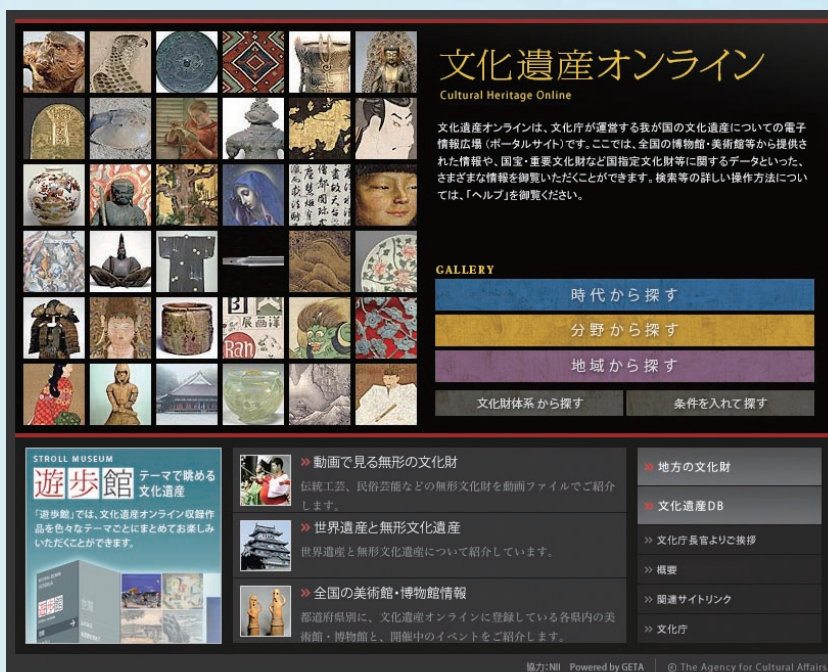 文化遺産オンライン
Cultural Heritage Online
文化遺産オンラインは、文化庁が運営する我が国の文化遺産についての電子
情報広場（ポータルサイト）です。ここでは、全国の博物館・美術館等から提供さ
れた情報や、国宝・重要文化財など国指定文化財等に関するデータといった、
さまざまな情報を御覧いただくことができます。検索等の詳しい操作方法につい
ては、「ヘルプ」を御覧ください。
GALLERY
時代から探す
分野から探す
地域から探す
文化財体系から探す
条件を入れて探す
STROLL MUSEUM
遊歩館
テーマで眺める
文化遺産
「遊歩館」では、文化遺産オンライン収録作
品を色々なテーマごとにまとめてお楽しみ
いただくことができます。
遊歩館
» 動画で見る無形の文化財
伝統工芸、民俗芸能などの無形文化財を動画ファイルでご紹介
します。
» 世界遺産と無形文化遺産
世界遺産と無形文化遺産について紹介しています。
» 全国の美術館・博物館情報
都道府県別に、文化遺産オンラインに登録している各県内の美
術館・博物館と、開催中のイベントをご紹介します。
» 地方の文化財
» 文化遺産DB
» 文化庁長官よりご挨拶
» 概要
» 関連サイトリンク
» 文化庁
協力:NII Powered by GETA
© The Agency for Cultural Affairs